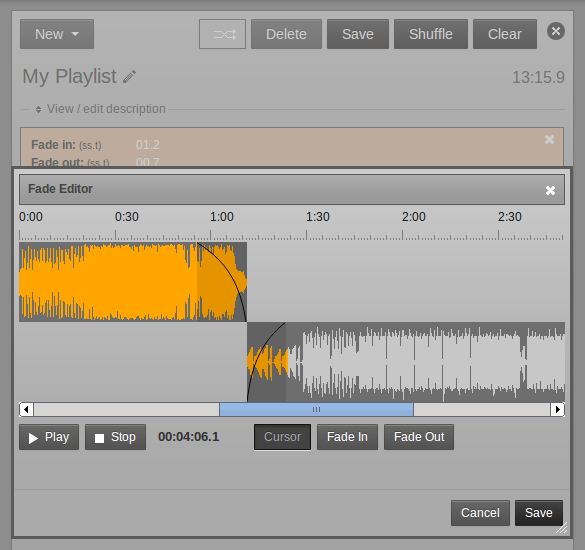 New Delete Save Shuffle Clear
My Playlist 13:15.9
View / edit description
Fade in: (ss.t) 01.2
Fade out: (ss.t) 00.7
Fade Editor
0:00 0:30 1:00 1:30 2:00 2:30
Play Stop 00:04:06.1 Cursor Fade In Fade Out
Cancel Save